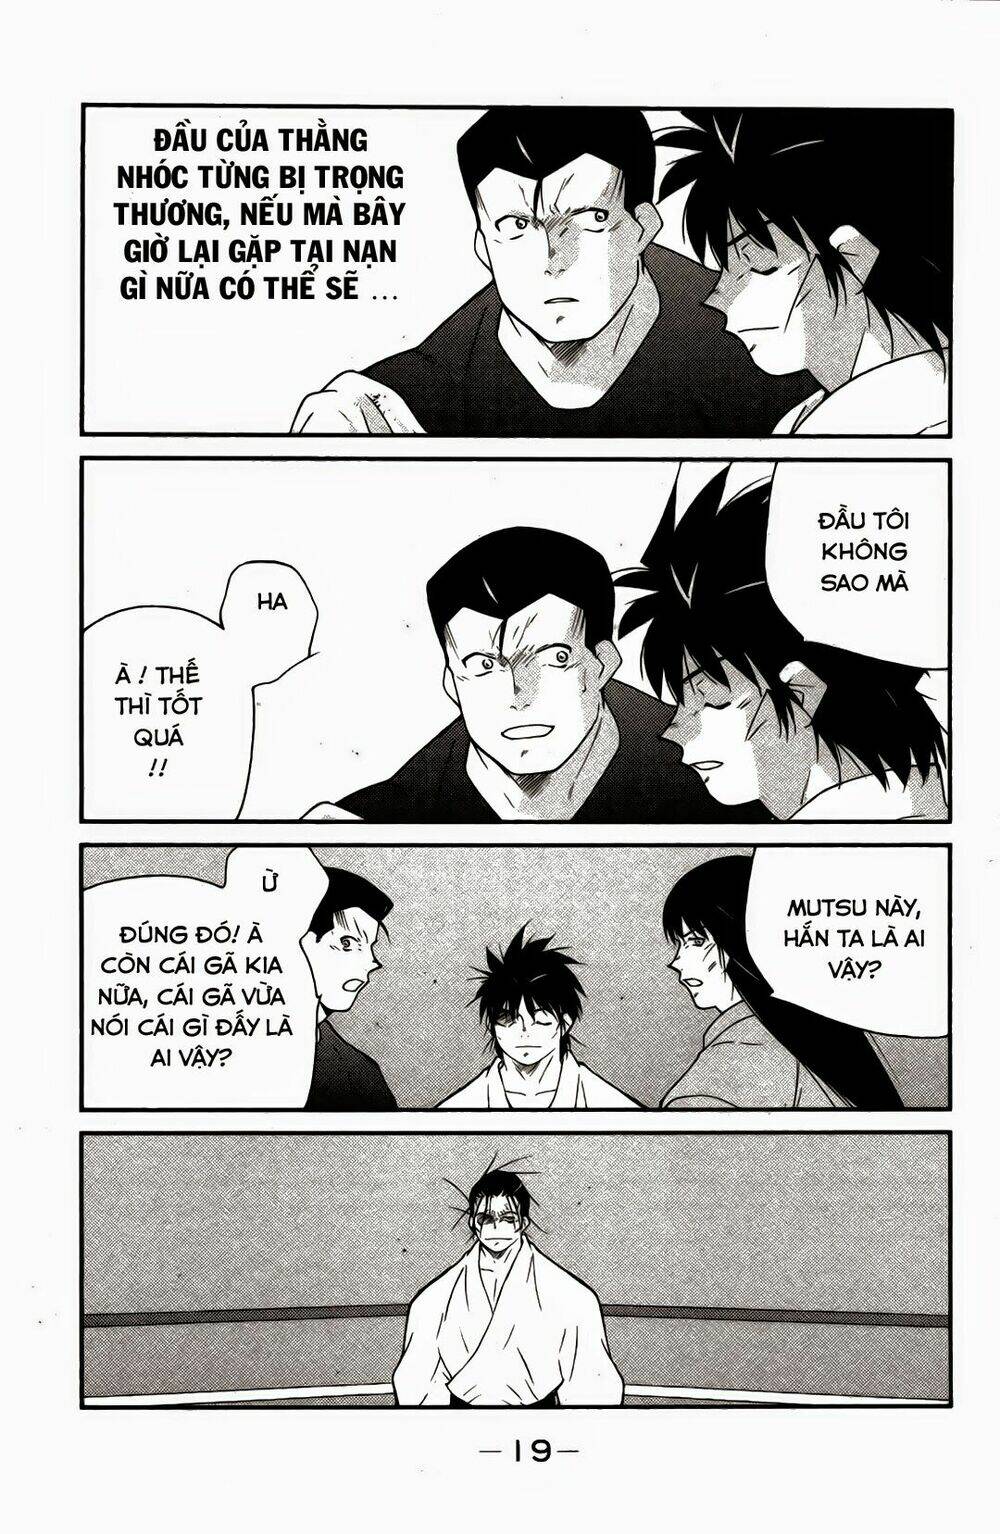 ĐẦU CỦA THẰNG
NHÓC TỪNG BỊ TRỌNG
THƯƠNG, NẾU MÀ BÂY
GIỜ LẠI GẶP TẠI NẠN
GÌ NỮA CÓ THỂ SẼ ...
ĐẦU TÔI
KHÔNG
SAO MÀ
HA
À! THẾ
THÌ TỐT
QUÁ
!!
MUTSU NÀY,
HẮN TA LÀ AI
VẬY?
Ừ
ĐÚNG ĐÓ! À
CÒN CÁI GÃ KIA
NỮA, CÁI GÃ VỪA
NÓI CÁI GÌ ĐẤY LÀ
AI VẬY?
—19—